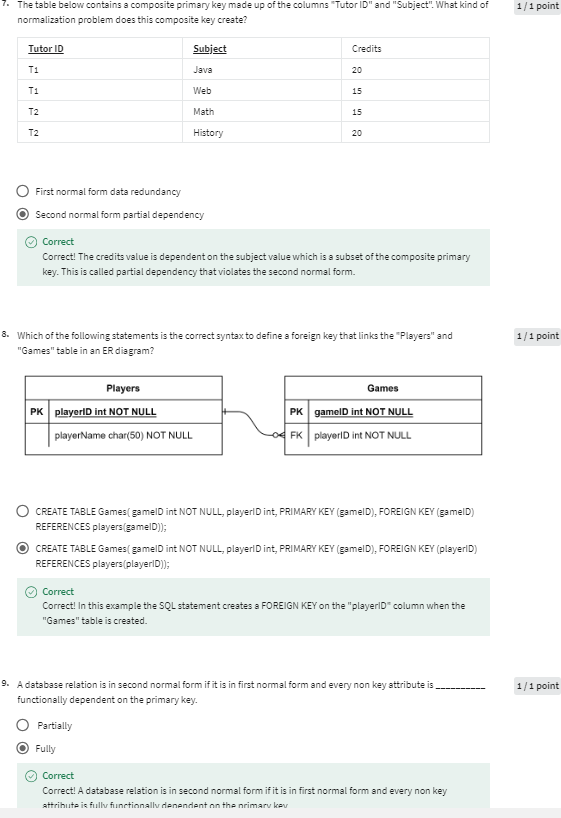 7. The table below contains a composite primary key made up of the columns "Tutor ID" and "Subject". What kind of
1 / 1 point
normalization problem does this composite key create?
Tutor ID Subject Credits
T1 Java 20
T1 Web 15
T2 Math 15
T2 History 20
First normal form data redundancy
Second normal form partial dependency
Correct
Correct! The credits value is dependent on the subject value which is a subset of the composite primary
key. This is called partial dependency that violates the second normal form.
8. Which of the following statements is the correct syntax to define a foreign key that links the "Players" and
1 / 1 point
"Games" table in an ER diagram?
Players
PK playerID int NOT NULL
playerName char(50) NOT NULL
Games
PK gameID int NOT NULL
FK playerID int NOT NULL
CREATE TABLE Games( gameID int NOT NULL, playerID int, PRIMARY KEY (gameID), FOREIGN KEY (gameID)
REFERENCES players(gameID));
CREATE TABLE Games( gameID int NOT NULL, playerID int, PRIMARY KEY (gameID), FOREIGN KEY (playerID)
REFERENCES players(playerID));
Correct
Correct! In this example the SQL statement creates a FOREIGN KEY on the "playerID" column when the
"Games" table is created.
9. A database relation is in second normal form if it is in first normal form and every non key attribute is __________
1 / 1 point
functionally dependent on the primary key.
Partially
Fully
Correct
Correct! A database relation is in second normal form if it is in first normal form and every non key
attribute is fully functionally dependent on the primary key